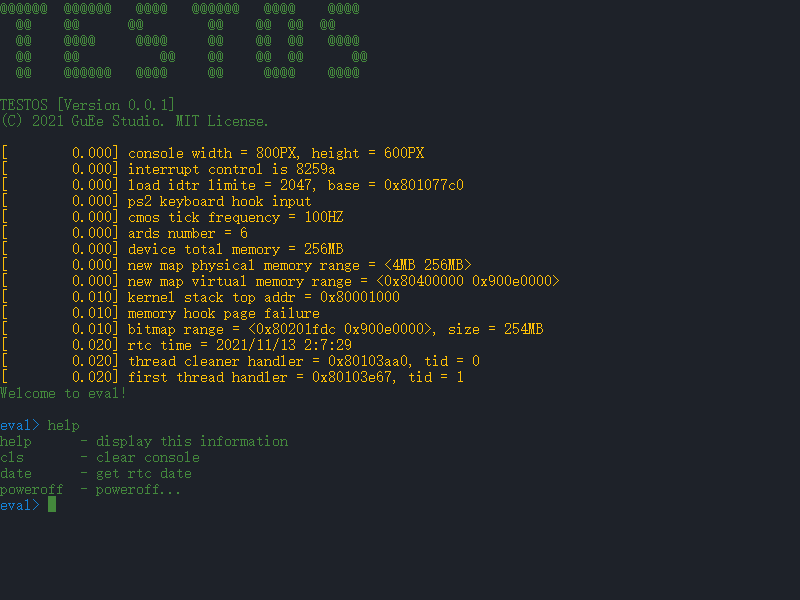 TESTOS
TESTOS [Version 0.0.1]
(C) 2021 GuEe Studio. MIT License.
[        0.000] console width = 800PX, height = 600PX
[        0.000] interrupt control is 8259a
[        0.000] load idtr limite = 2047, base = 0x801077c0
[        0.000] ps2 keyboard hook input
[        0.000] cmos tick frequency = 100HZ
[        0.000] ards number = 6
[        0.000] device total memory = 256MB
[        0.000] new map physical memory range = <4MB 256MB>
[        0.000] new map virtual memory range = <0x80400000 0x900e0000>
[        0.010] kernel stack top addr = 0x80001000
[        0.010] memory hook page failure
[        0.010] bitmap range = <0x80201fdc 0x900e0000>, size = 254MB
[        0.020] rtc time = 2021/11/13 2:7:29
[        0.020] thread cleaner handler = 0x80103aa0, tid = 0
[        0.020] first thread handler = 0x80103e67, tid = 1
Welcome to eval!
eval> help
help      - display this information
cls       - clear console
date      - get rtc date
poweroff  - poweroff...
eval>